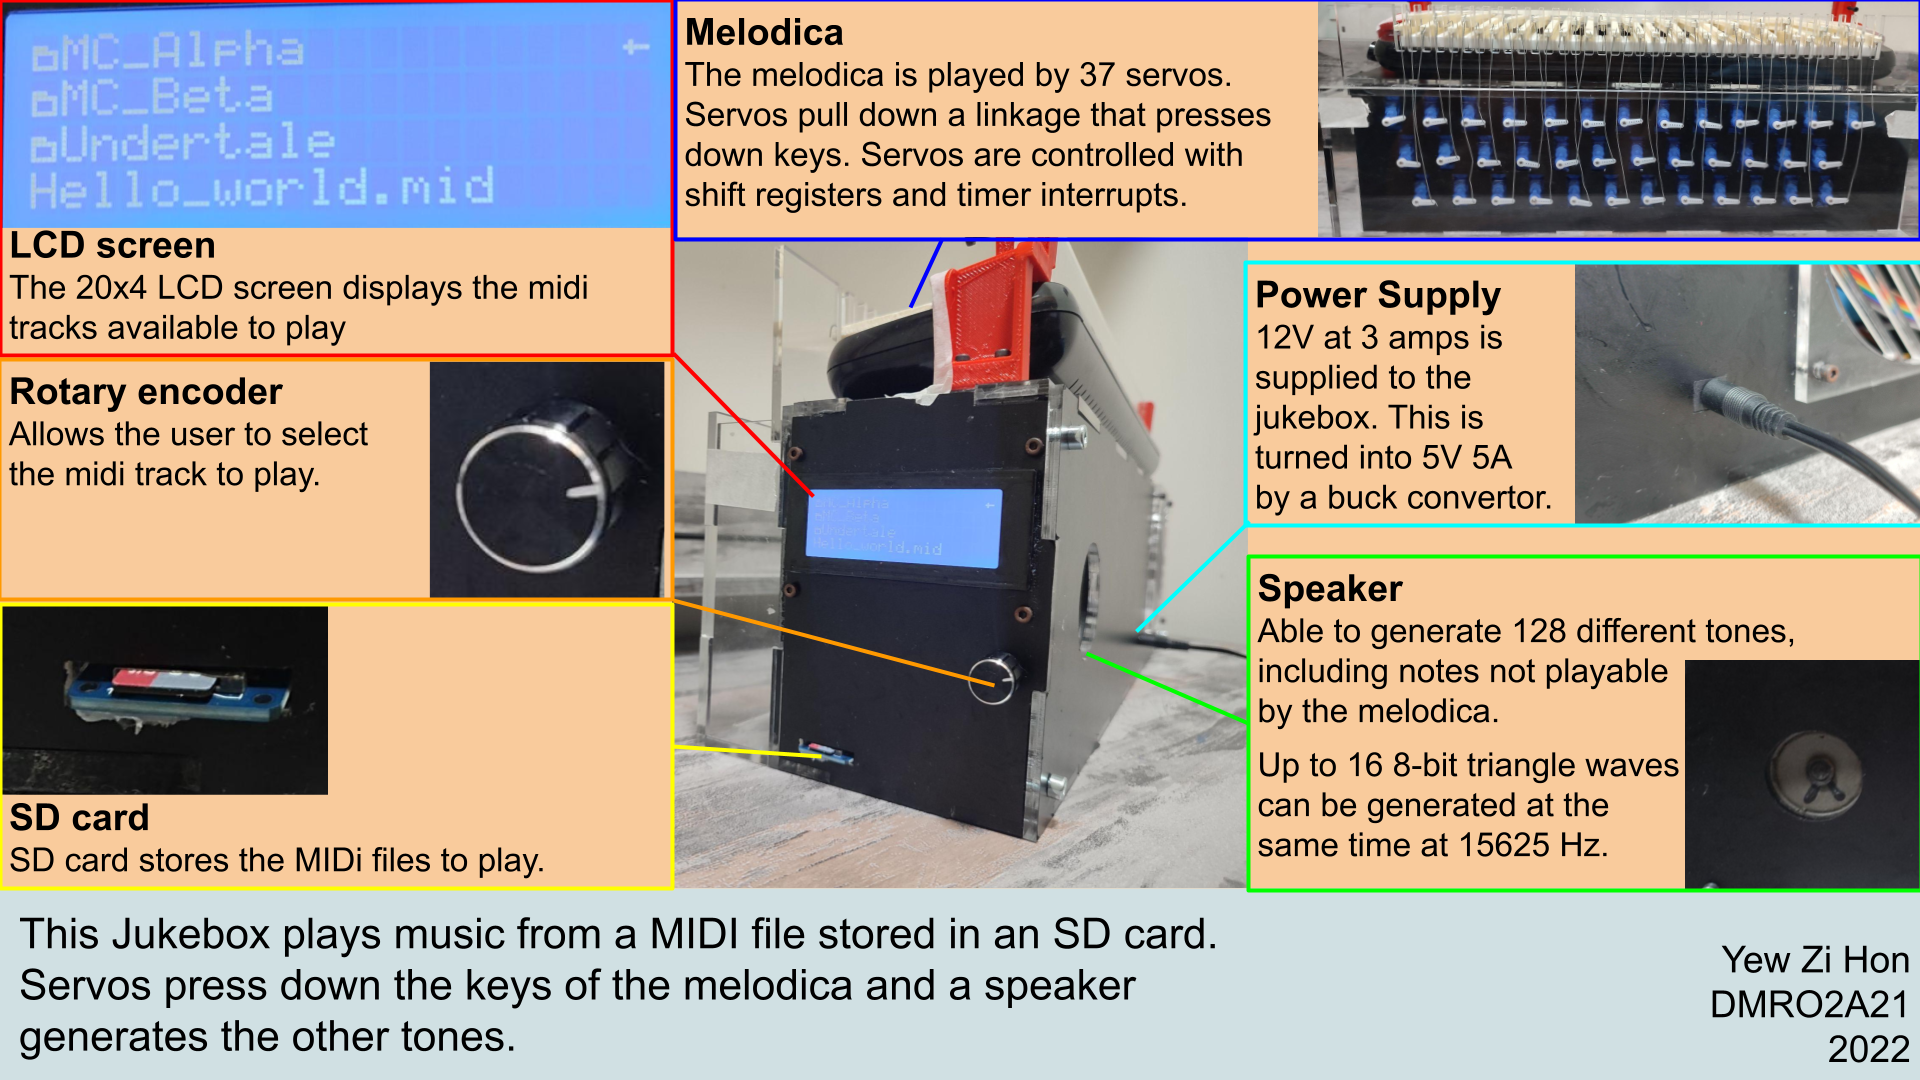 MC_Alpha
MC_Beta
Undertale
Hello_world.mid
LCD screen
The 20x4 LCD screen displays the midi
tracks available to play
Rotary encoder
Allows the user to select
the midi track to play.
SD card
SD card stores the MIDi files to play.
Melodica
The melodica is played by 37 servos.
Servos pull down a linkage that presses
down keys. Servos are controlled with
shift registers and timer interrupts.
MC_Alpha
MC_Beta
Undertale
Hello_world.mid
Power Supply
12V at 3 amps is
supplied to the
jukebox. This is
turned into 5V 5A
by a buck convertor.
Speaker
Able to generate 128 different tones,
including notes not playable
by the melodica.
Up to 16 8-bit triangle waves
can be generated at the
same time at 15625 Hz.
This Jukebox plays music from a MIDI file stored in an SD card.
Servos press down the keys of the melodica and a speaker
generates the other tones.
Yew Zi Hon
DMRO2A21
2022